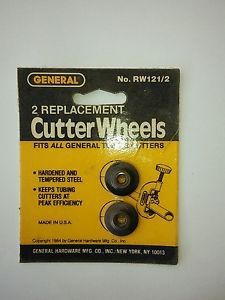 GENERAL
No. RW121/2
2 REPLACEMENT
Cutter Wheels
FITS ALL GENERAL TUBING CUTTERS
• HARDENED AND
TEMPERED STEEL
• KEEPS TUBING
CUTTERS AT
PEAK EFFICIENCY
MADE IN U.S.A.
Copyright 1984 by General Hardware Mfg. Co., Inc.
GENERAL HARDWARE MFG. CO., INC. NEW YORK, NY 10013